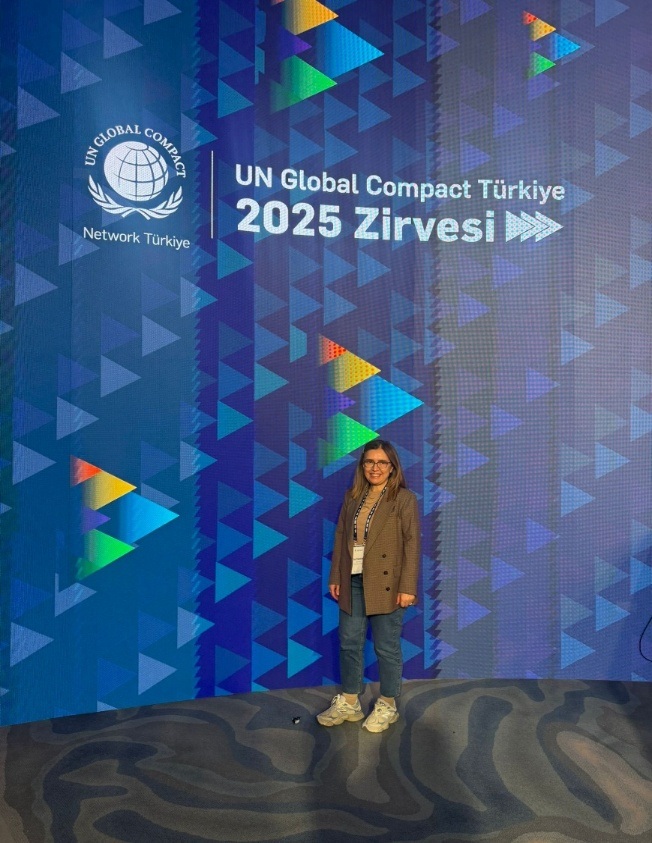 UN GLOBAL COMPACT
Network Türkiye
UN Global Compact Türkiye
2025 Zirvesi